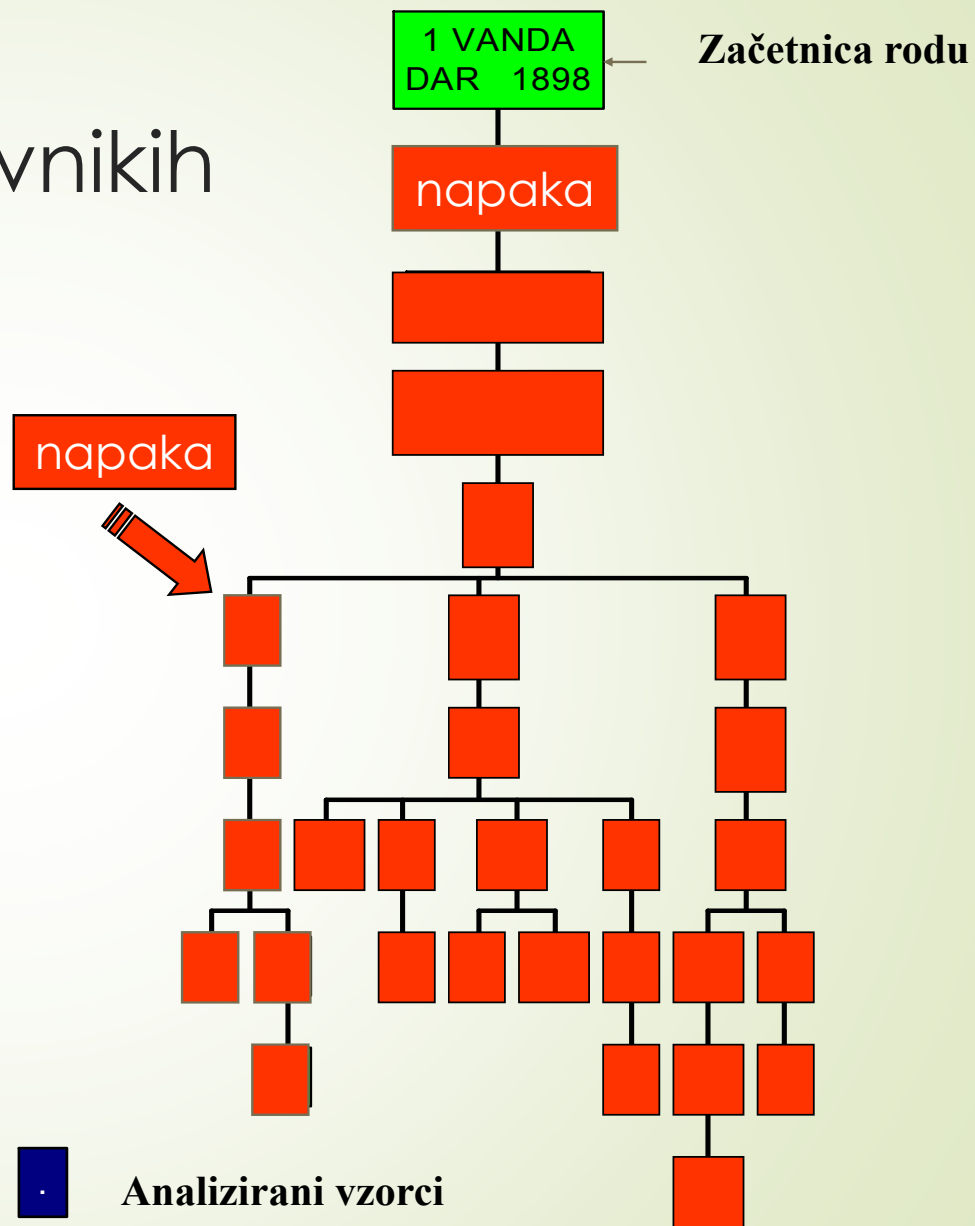 1 VANDA
DAR 1898
Začetnica rodu
vnikih
napaka
napaka
.
Analizirani vzorci